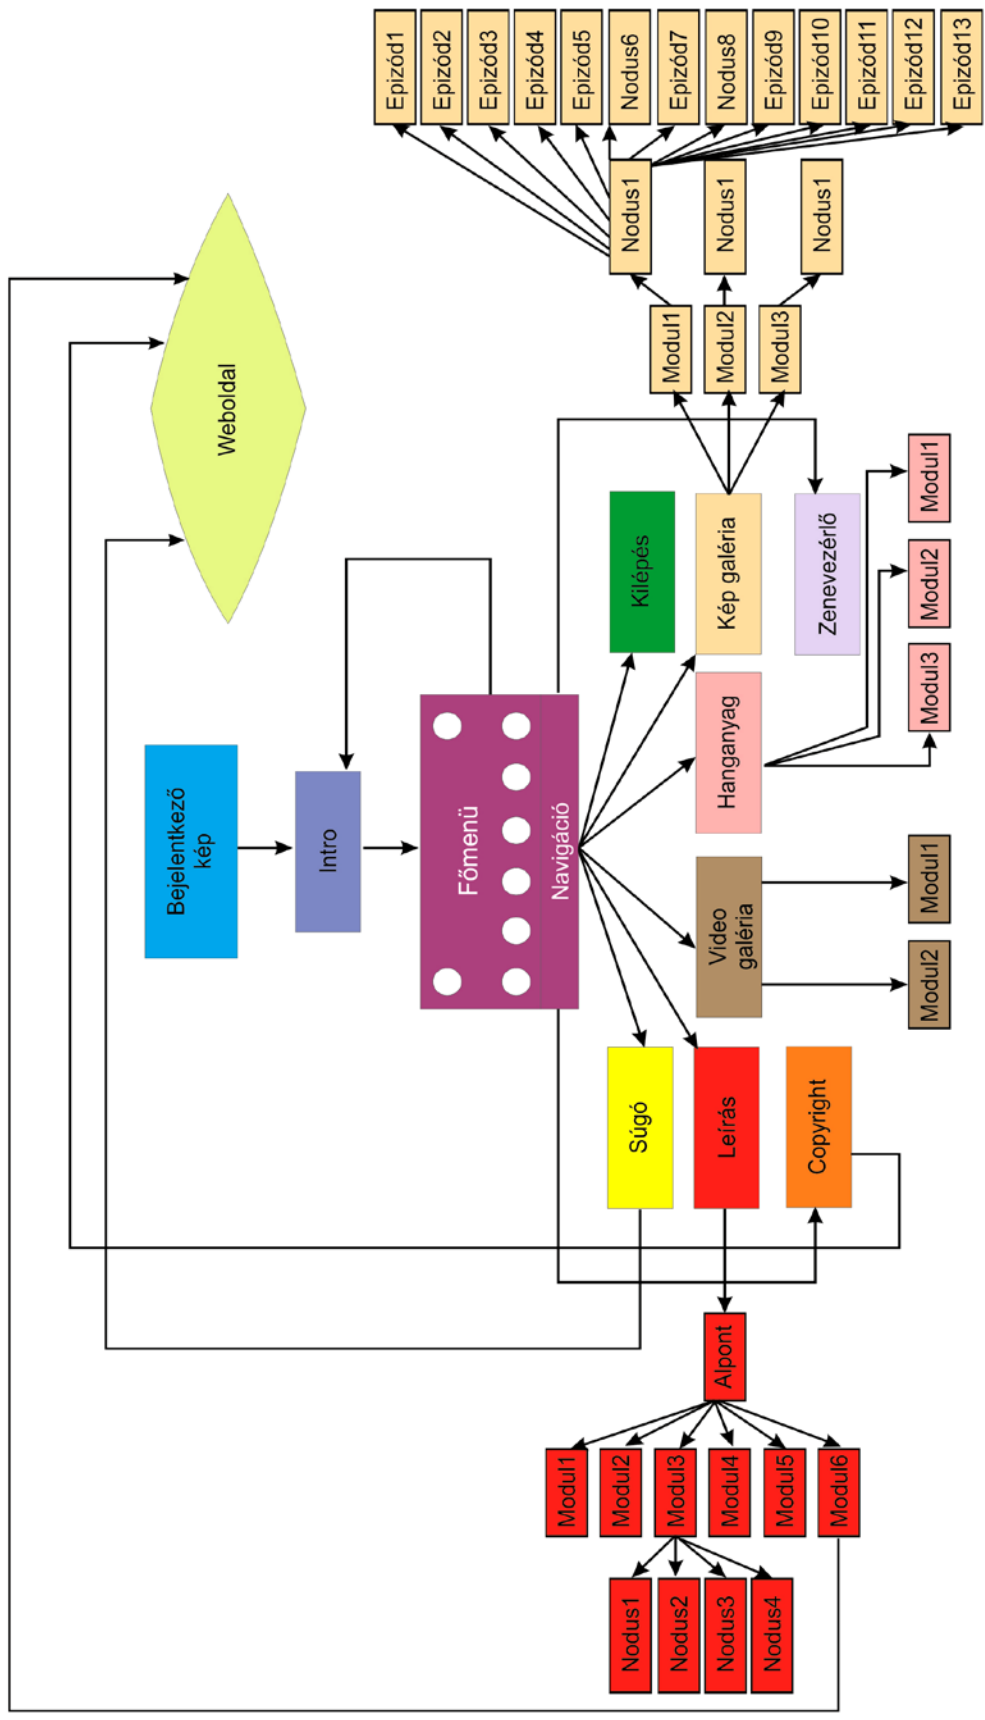 Weboldal
Bejelentkező
kép
Intro
Főmenü
Navigáció
Súgó
Leírás
Copyright
Video
galéria
Hanganyag
Kilépés
Kép galéria
Zenevezérlő
Alpont
Modul1
Modul2
Modul3
Modul4
Modul5
Modul6
Nodus1
Nodus2
Nodus3
Nodus4
Modul2
Modul1
Modul3
Modul2
Modul1
Modul1
Modul2
Modul3
Nodus1
Nodus1
Nodus1
Epizód1
Epizód2
Epizód3
Epizód4
Epizód5
Nodus6
Epizód7
Nodus8
Epizód9
Epizód10
Epizód11
Epizód12
Epizód13